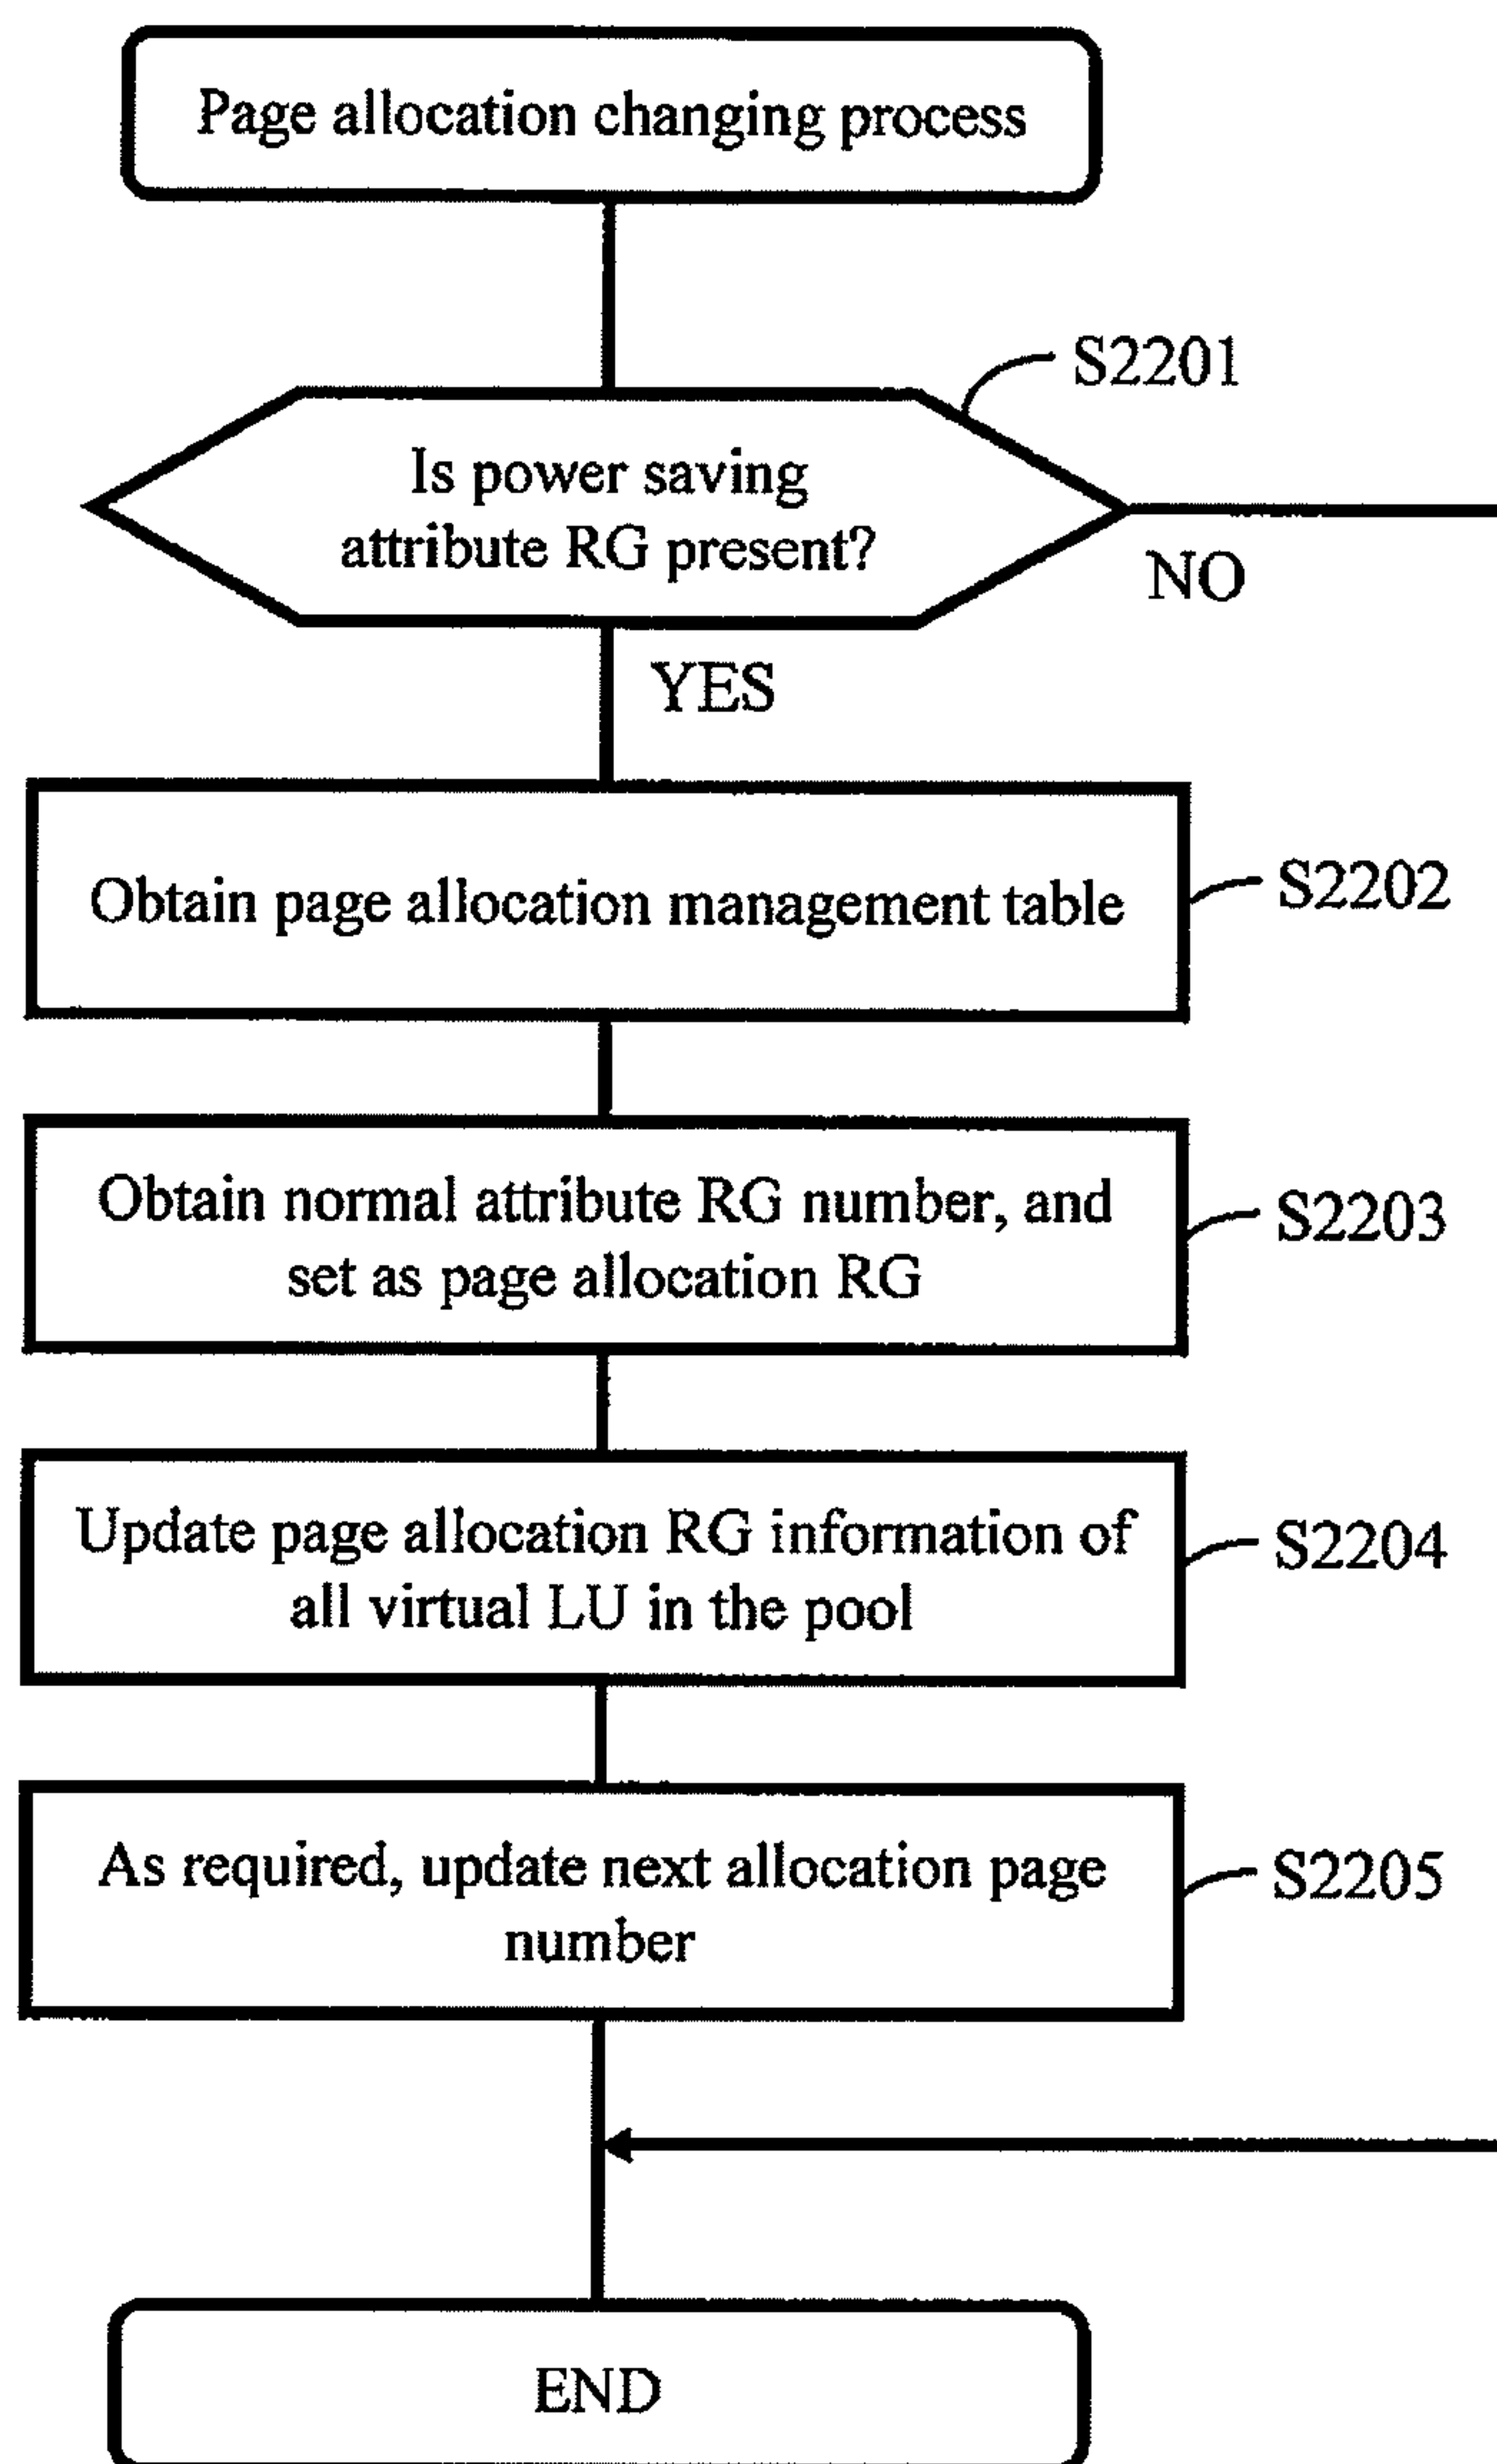 Page allocation changing process
S2201
Is power saving
attribute RG present?
NO
YES
Obtain page allocation management table
S2202
Obtain normal attribute RG number, and
set as page allocation RG
S2203
Update page allocation RG information of
all virtual LU in the pool
S2204
As required, update next allocation page
number
S2205
END